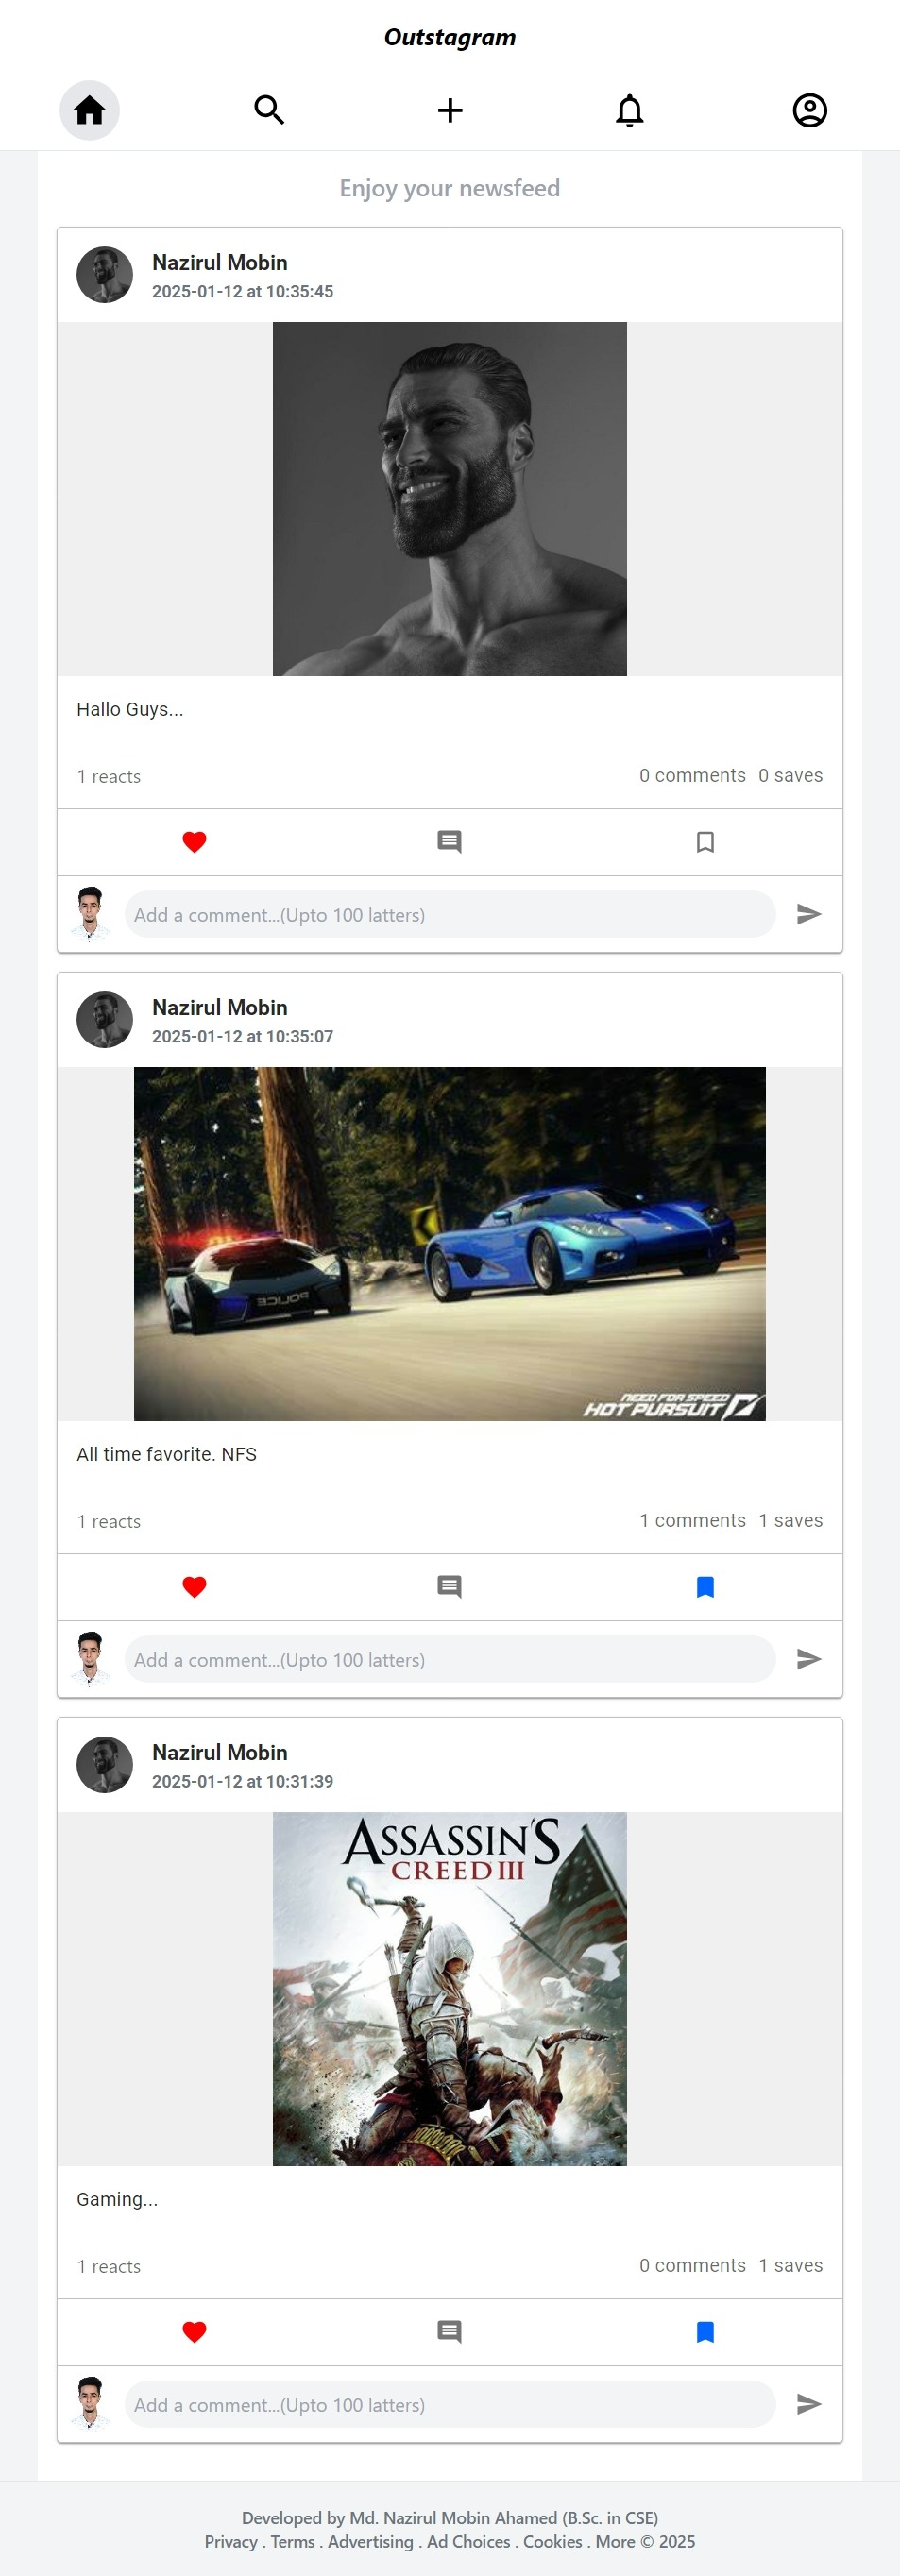 Outstagram
Enjoy your newsfeed
Nazirul Mobin
2025-01-12 at 10:35:45
Hallo Guys...
1 reacts 0 comments 0 saves
Add a comment...(Upto 100 latters)
Nazirul Mobin
2025-01-12 at 10:35:07
POLICE
NEED FOR SPEED
HOT PURSUIT
All time favorite. NFS
1 reacts 1 comments 1 saves
Add a comment...(Upto 100 latters)
Nazirul Mobin
2025-01-12 at 10:31:39
ASSASSIN'S
CREED III
Gaming...
1 reacts 0 comments 1 saves
Add a comment...(Upto 100 latters)
Developed by Md. Nazirul Mobin Ahamed (B.Sc. in CSE)
Privacy . Terms . Advertising . Ad Choices . Cookies . More © 2025